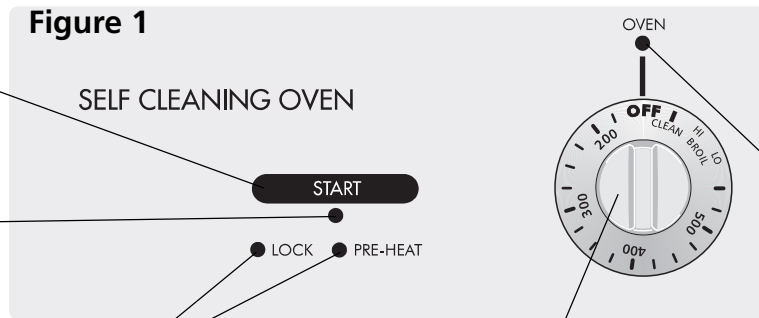 Figure 1
OVEN
SELF CLEANING OVEN
OFF
CLEAN
HI
LO
BROIL
200
300
400
500
START
LOCK
PRE-HEAT